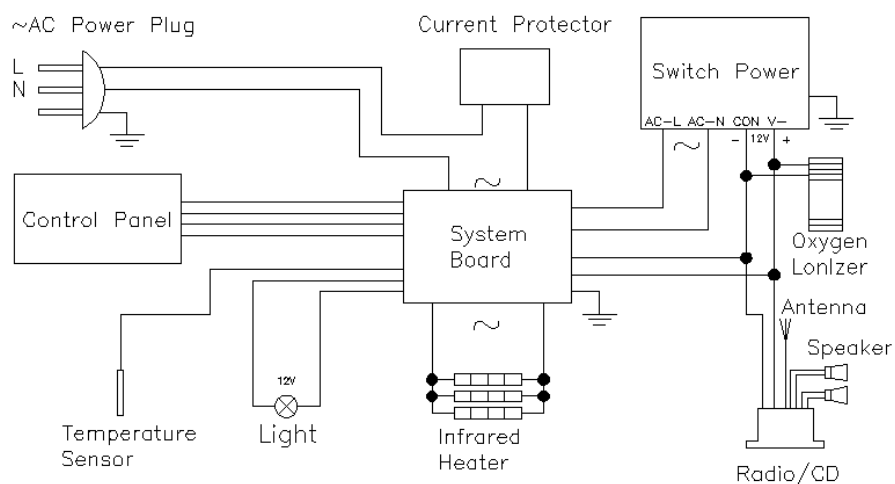 ~AC Power Plug
L
N
Current Protector
Switch Power
AC-L AC-N CON V-
- 12V +
~
~
Control Panel
System
Board
Oxygen
LonIzer
Antenna
Speaker
~
12V
Light
Temperature
Sensor
Infrared
Heater
Radio/CD